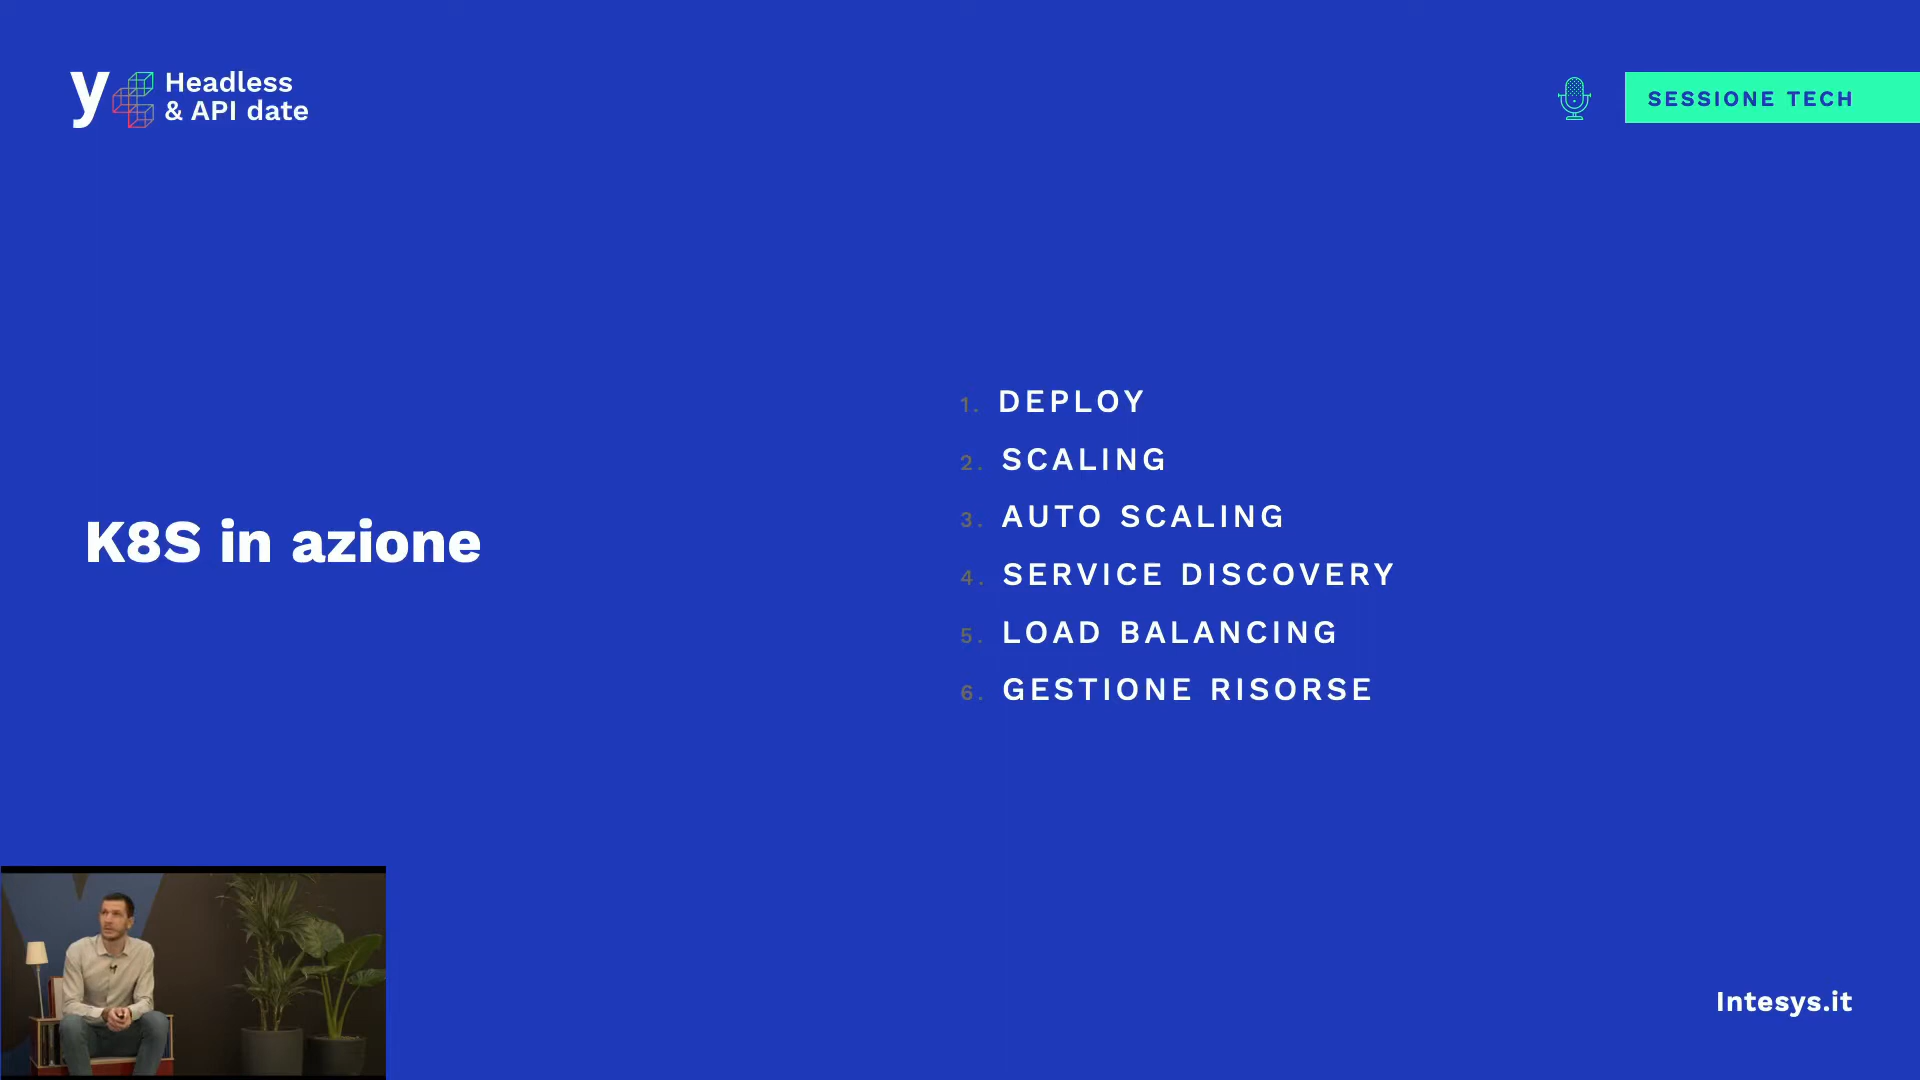 y
Headless
& API date
SESSIONE TECH
K8S in azione
1. DEPLOY
2. SCALING
3. AUTO SCALING
4. SERVICE DISCOVERY
5. LOAD BALANCING
6. GESTIONE RISORSE
Intesys.it